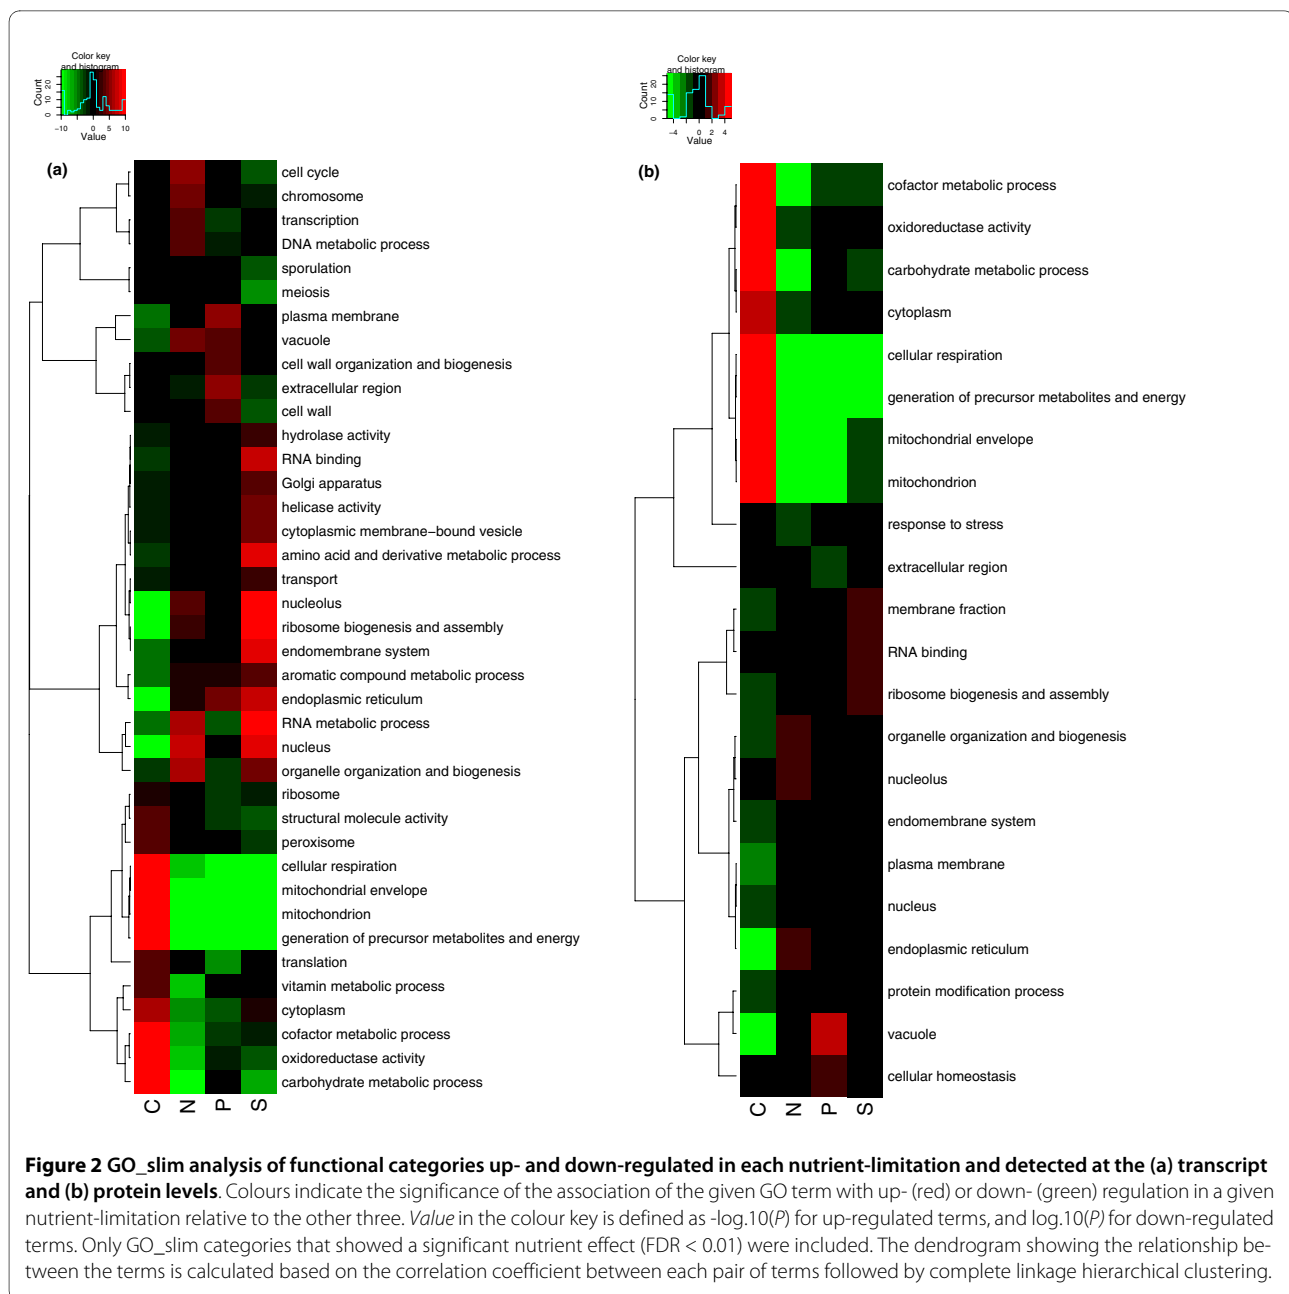 Color key
and histogram
Count
0 10 20
−10 0 5 10
Value
Color key
and histogram
Count
0 10 20
−4 0 2 4
Value
(a)
cell cycle
chromosome
transcription
DNA metabolic process
sporulation
meiosis
plasma membrane
vacuole
cell wall organization and biogenesis
extracellular region
cell wall
hydrolase activity
RNA binding
Golgi apparatus
helicase activity
cytoplasmic membrane−bound vesicle
amino acid and derivative metabolic process
transport
nucleolus
ribosome biogenesis and assembly
endomembrane system
aromatic compound metabolic process
endoplasmic reticulum
RNA metabolic process
nucleus
organelle organization and biogenesis
ribosome
structural molecule activity
peroxisome
cellular respiration
mitochondrial envelope
mitochondrion
generation of precursor metabolites and energy
translation
vitamin metabolic process
cytoplasm
cofactor metabolic process
oxidoreductase activity
carbohydrate metabolic process
C N P S
(b)
cofactor metabolic process
oxidoreductase activity
carbohydrate metabolic process
cytoplasm
cellular respiration
generation of precursor metabolites and energy
mitochondrial envelope
mitochondrion
response to stress
extracellular region
membrane fraction
RNA binding
ribosome biogenesis and assembly
organelle organization and biogenesis
nucleolus
endomembrane system
plasma membrane
nucleus
endoplasmic reticulum
protein modification process
vacuole
cellular homeostasis
C N P S
Figure 2 GO_slim analysis of functional categories up- and down-regulated in each nutrient-limitation and detected at the (a) transcript
and (b) protein levels. Colours indicate the significance of the association of the given GO term with up- (red) or down- (green) regulation in a given
nutrient-limitation relative to the other three. Value in the colour key is defined as -log.10(P) for up-regulated terms, and log.10(P) for down-regulated
terms. Only GO_slim categories that showed a significant nutrient effect (FDR < 0.01) were included. The dendrogram showing the relationship be-
tween the terms is calculated based on the correlation coefficient between each pair of terms followed by complete linkage hierarchical clustering.